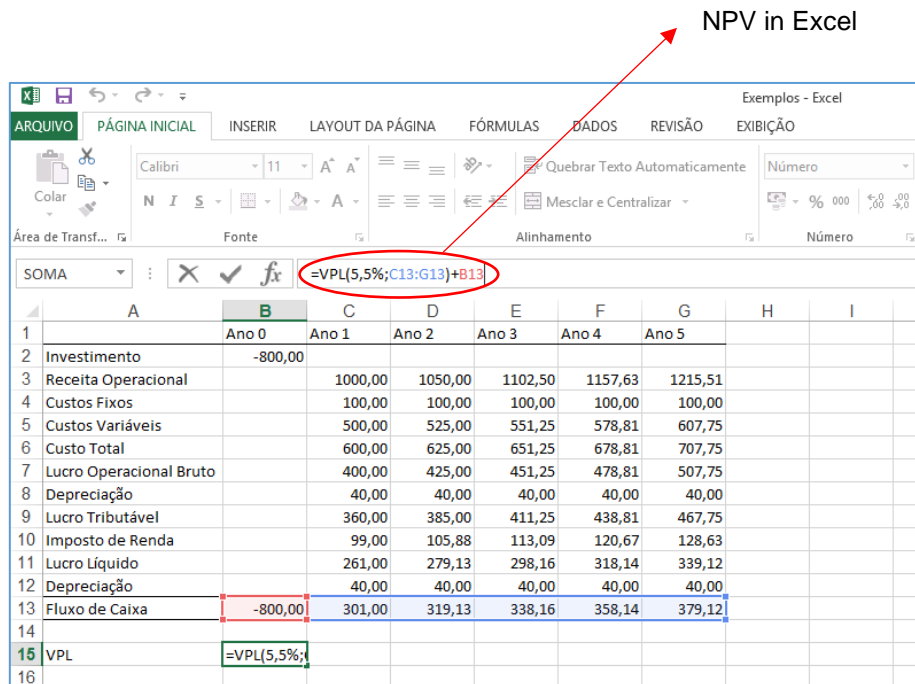 NPV in Excel
Exemplos - Excel
ARQUIVO PÁGINA INICIAL INSERIR LAYOUT DA PÁGINA FÓRMULAS DADOS REVISÃO EXIBIÇÃO
Calibri 11 A A Quebrar Texto Automaticamente Número
Colar N I S A Mesclar e Centralizar % 000 ,00 ,00
Área de Transf... Fonte Alinhamento Número
SOMA fx =VPL(5,5%;C13:G13)+B13
A B C D E F G H I
1 Ano 0 Ano 1 Ano 2 Ano 3 Ano 4 Ano 5
2 Investimento -800,00
3 Receita Operacional 1000,00 1050,00 1102,50 1157,63 1215,51
4 Custos Fixos 100,00 100,00 100,00 100,00 100,00
5 Custos Variáveis 500,00 525,00 551,25 578,81 607,75
6 Custo Total 600,00 625,00 651,25 678,81 707,75
7 Lucro Operacional Bruto 400,00 425,00 451,25 478,81 507,75
8 Depreciação 40,00 40,00 40,00 40,00 40,00
9 Lucro Tributável 360,00 385,00 411,25 438,81 467,75
10 Imposto de Renda 99,00 105,88 113,09 120,67 128,63
11 Lucro Líquido 261,00 279,13 298,16 318,14 339,12
12 Depreciação 40,00 40,00 40,00 40,00 40,00
13 Fluxo de Caixa -800,00 301,00 319,13 338,16 358,14 379,12
14
15 VPL =VPL(5,5%;
16